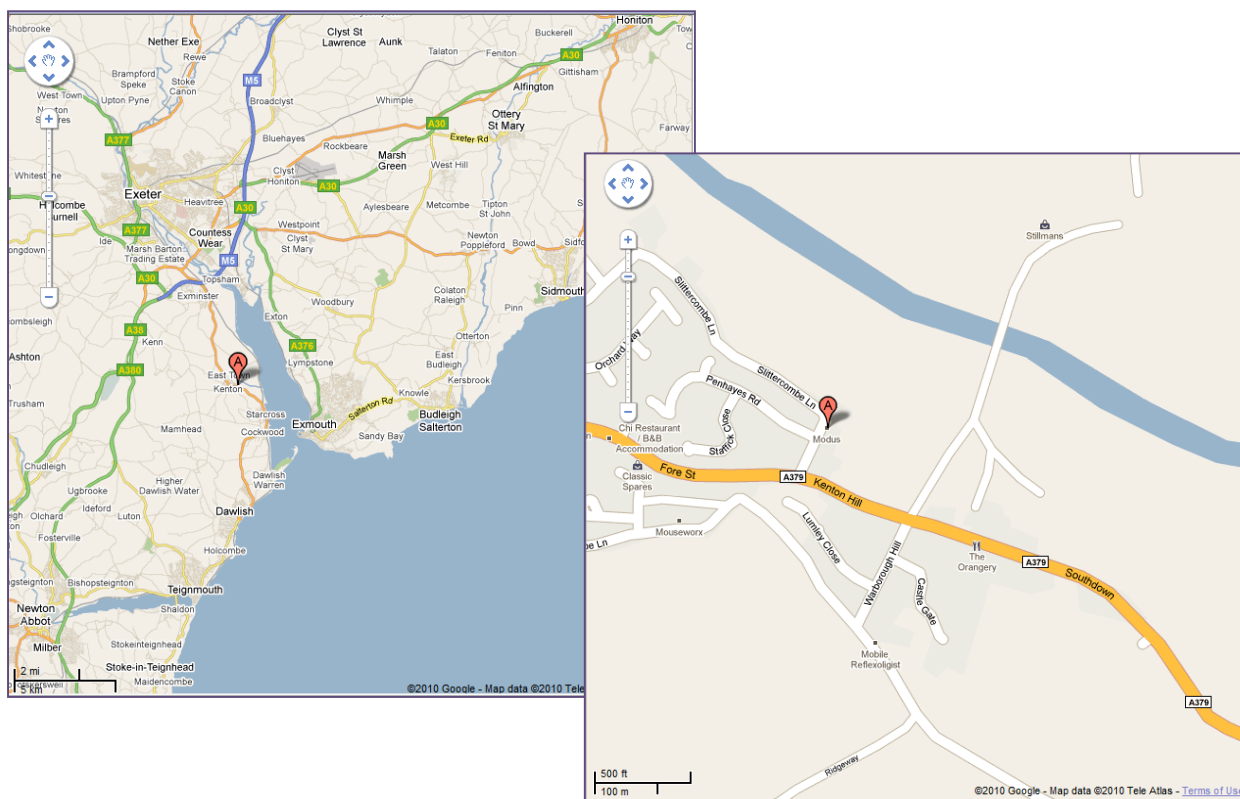 Shobrooke
Nether Exe
Rewe
Clyst St
Lawrence
Aunk
Talaton
Feniton
Buckerell
Honiton
A30
Gittisham
Brampford
Speke
Stoke
Canon
M5
West Town
Upton Pyne
Broadclyst
Whimple
Alfington
Ottery
St Mary
A377
Bluehayes
Rockbeare
A30
Exeter Rd
Farway
Marsh
Green
West Hill
Whitestone
Clyst
Honiton
A30
Exeter
Heavitree
Aylesbeare
Metcombe
Tipton
St John
Ide
A377
Countess
Wear
A30
Westpoint
Clyst
St Mary
Newton
Poppleford
Bowd
Marsh Barton
Trading Estate
M5
Topsham
A30
Exminster
Woodbury
Colaton
Raleigh
Pinn
Sidmouth
Exton
A38
Kenn
Otterton
Ashton
A376
Lympstone
East
Budleigh
A380
A
East Town
Kenton
Higher
Ashcombe
Kersbrook
Trusham
Knowle
Salterton Rd
Budleigh
Salterton
Starcross
Cockwood
Mamhead
Exmouth
Sandy Bay
Chudleigh
Dawlish
Warren
Ugbrooke
Ideford
Higher
Dawlish Water
Orchard
Luton
Dawlish
Fosterville
Holcombe
Bishopsteignton
Teignmouth
Newton
Abbot
Shaldon
Milber
Stokeinteignhead
Stoke-in-Teignhead
Maidencombe
2 mi
5 km
©2010 Google - Map data ©2010 Tele
Stillmans
Slittercombe Ln
Orchard Way
Slittercombe Ln
Penhayes Rd
A
Modus
Staffick Close
Chi Restaurant
/ B&B
Accommodation
Classic
Spares
Fore St
A379
Kenton Hill
Mouseworx
Lumley Close
The
Orangery
A379
Southdown
Warborough Hill
Castle Gate
Mobile
Reflexologist
A379
Ridgeway
500 ft
100 m
©2010 Google - Map data ©2010 Tele Atlas - Terms of Use